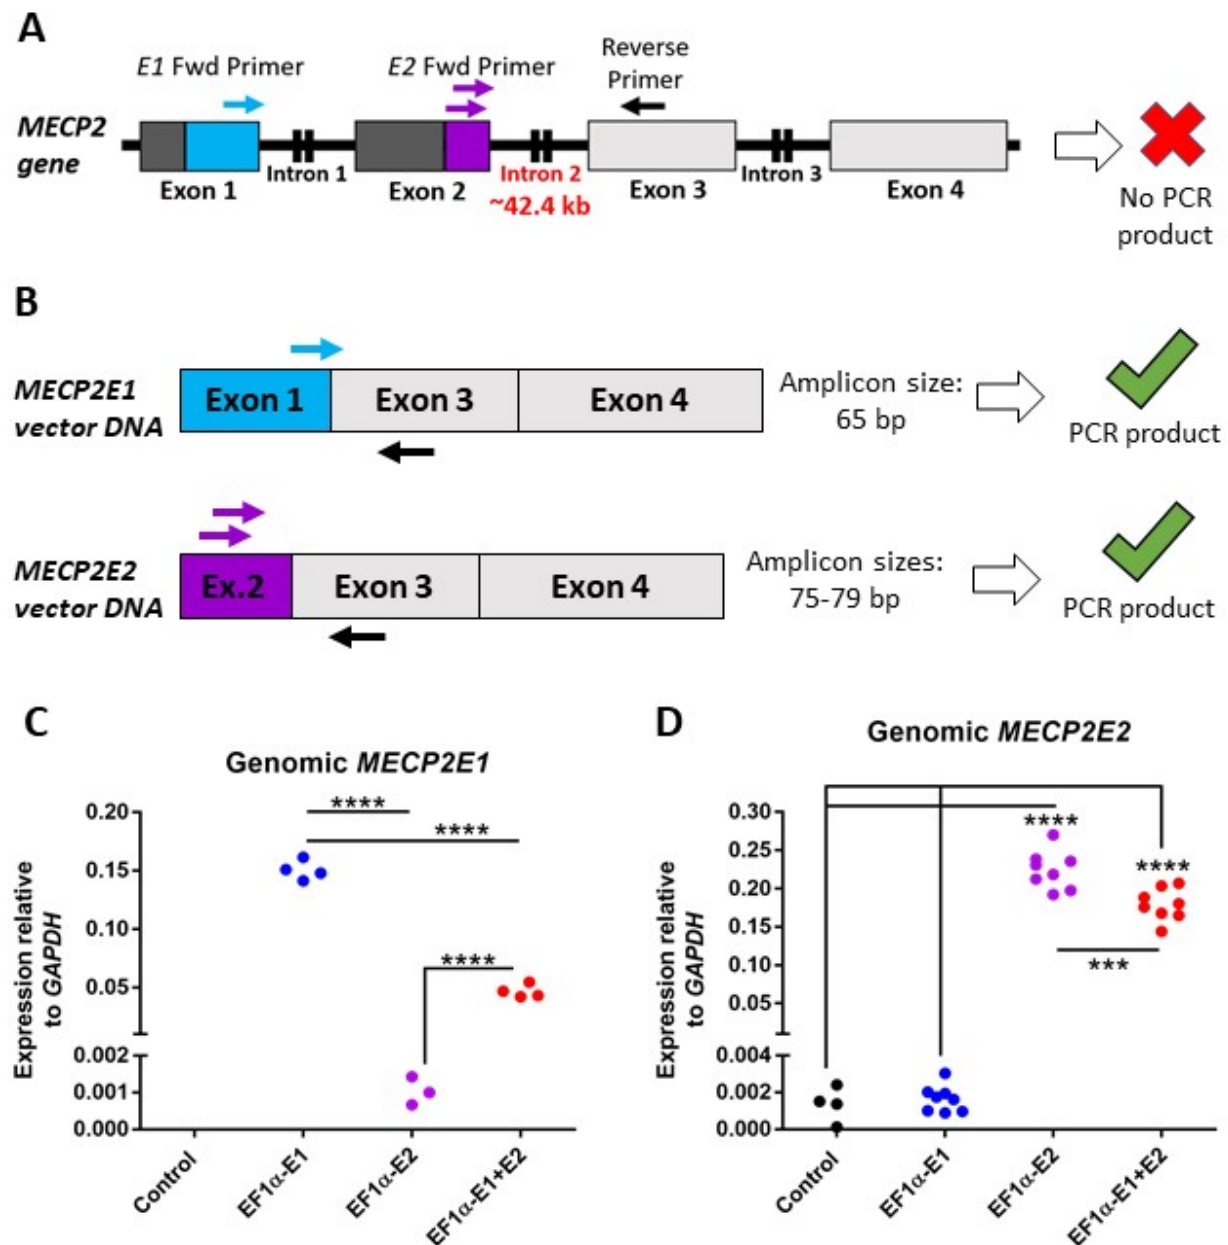 A
E1 Fwd Primer
E2 Fwd Primer
Reverse
Primer
MECP2
gene
Exon 1
Intron 1
Exon 2
Intron 2
~42.4 kb
Exon 3
Intron 3
Exon 4
No PCR
product
B
MECP2E1
vector DNA
Exon 1
Exon 3
Exon 4
Amplicon size:
65 bp
PCR product
MECP2E2
vector DNA
Ex.2
Exon 3
Exon 4
Amplicon sizes:
75-79 bp
PCR product
C
Genomic MECP2E1
Expression relative
to GAPDH
0.20
0.15
0.10
0.05
0.002
0.001
0.000
****
****
****
Control
EF1α-E1
EF1α-E2
EF1α-E1+E2
D
Genomic MECP2E2
Expression relative
to GAPDH
0.30
0.25
0.20
0.15
0.10
0.05
0.004
0.002
0.000
****
****
***
Control
EF1α-E1
EF1α-E2
EF1α-E1+E2